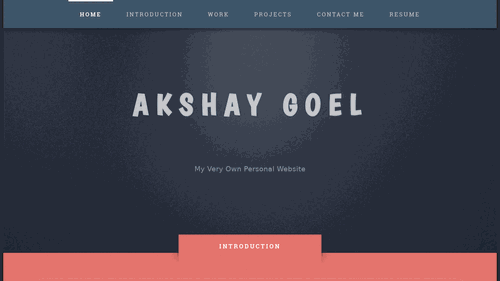 HOME INTRODUCTION WORK PROJECTS CONTACT ME RESUME
AKSHAY GOEL
My Very Own Personal Website
INTRODUCTION